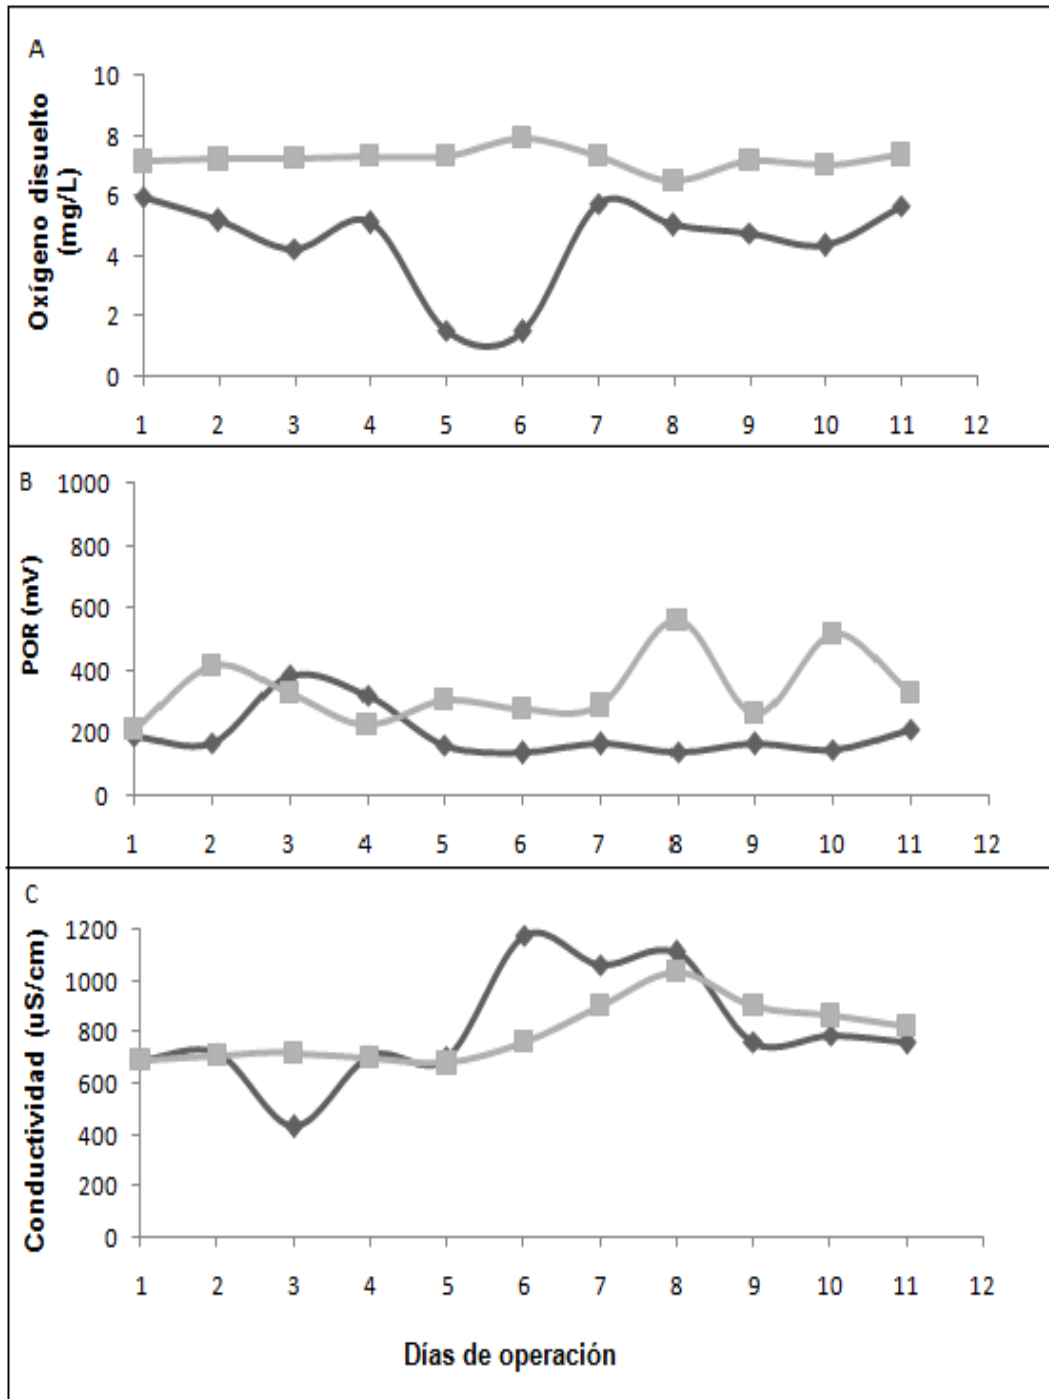 A
Oxígeno disuelto
(mg/L)
10
8
6
4
2
0
1 2 3 4 5 6 7 8 9 10 11 12
B
POR (mV)
1000
800
600
400
200
0
1 2 3 4 5 6 7 8 9 10 11 12
C
Conductividad (uS/cm)
1200
1000
800
600
400
200
0
1 2 3 4 5 6 7 8 9 10 11 12
Días de operación